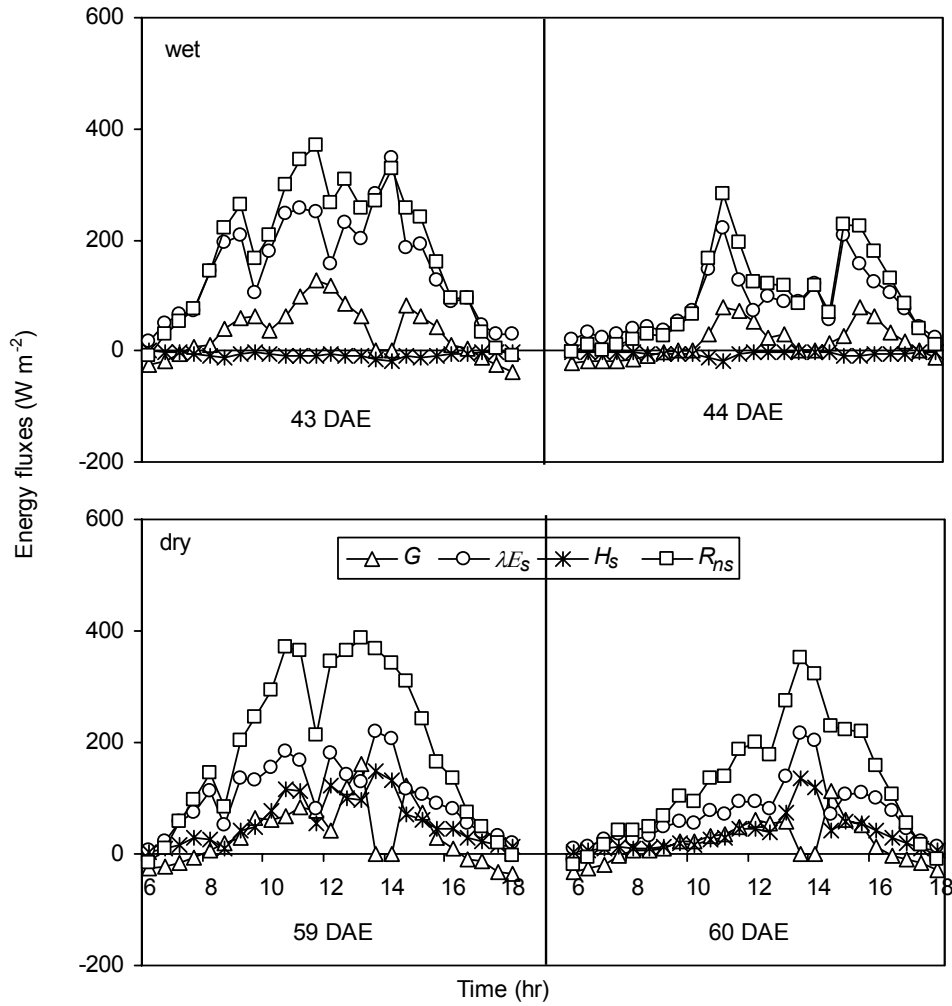 600
wet
400
200
0
43 DAE
44 DAE
-200
Energy fluxes (W m-2)
600
dry
G λEs Hs Rns
400
200
0
6 8 10 12 14 16 18
6 8 10 12 14 16 18
59 DAE
60 DAE
-200
Time (hr)